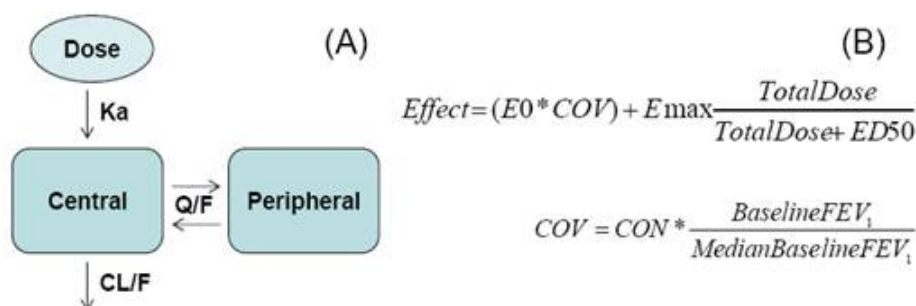 (A)
Dose
Ka
Central
Q/F
Peripheral
CL/F
(B)
Effect=(E0*COV)+Emax TotalDose / TotalDose+ED50
COV=CON* BaselineFEV₁ / MedianBaselineFEV₁